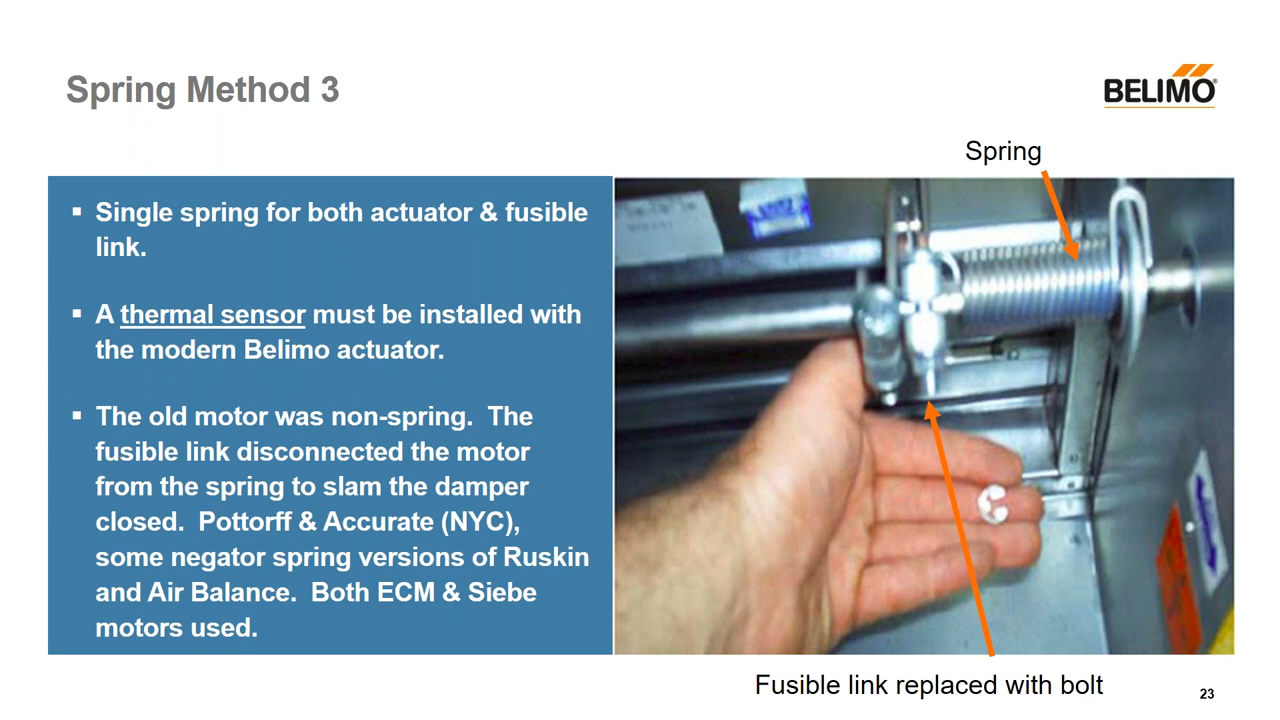 Spring Method 3
BELIMO
Spring
▪ Single spring for both actuator & fusible
link.
▪ A thermal sensor must be installed with
the modern Belimo actuator.
▪ The old motor was non-spring.  The
fusible link disconnected the motor
from the spring to slam the damper
closed.  Pottorff & Accurate (NYC),
some negator spring versions of Ruskin
and Air Balance.  Both ECM & Siebe
motors used.
Fusible link replaced with bolt
23